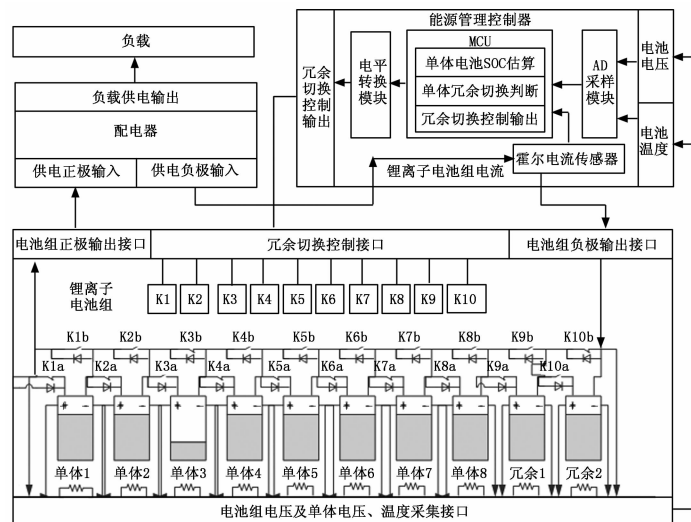 负载
负载供电输出
配电器
供电正极输入
供电负极输入
能源管理控制器
冗余
切换
控制
输出
电平
转换
模块
MCU
单体电池SOC估算
单体冗余切换判断
冗余切换控制输出
AD
采样
模块
电池
电压
电池
温度
霍尔电流传感器
锂离子电池组电流
电池组正极输出接口
冗余切换控制接口
电池组负极输出接口
锂离子
电池组
K1 K2 K3 K4 K5 K6 K7 K8 K9 K10
K1b K2b K3b K4b K5b K6b K7b K8b K9b K10b
K1a K2a K3a K4a K5a K6a K7a K8a K9a K10a
+ - + - + - + - + - + - + - + - + - + -
单体1 单体2 单体3 单体4 单体5 单体6 单体7 单体8 冗余1 冗余2
电池组电压及单体电压、温度采集接口